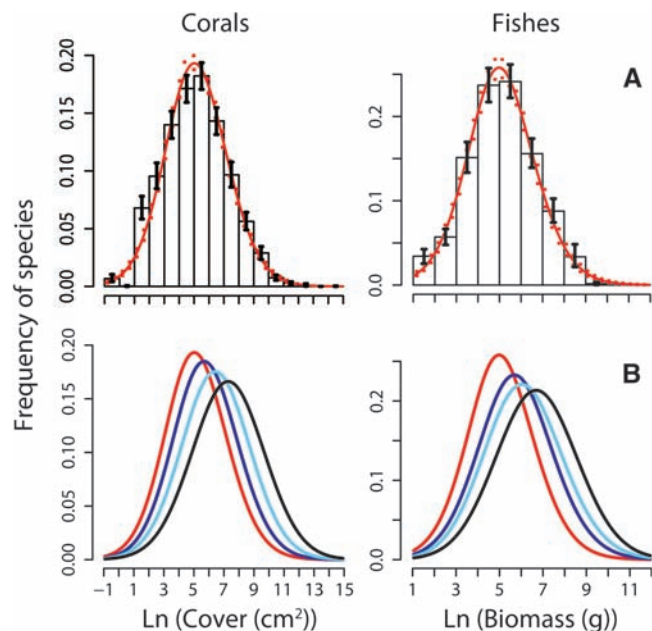 Corals
Fishes
A
0.20
0.15
0.10
0.05
0.00
0.2
0.1
0.0
Frequency of species
B
0.20
0.15
0.10
0.05
0.00
0.2
0.1
0.0
−1 1 3 5 7 9 11 13 15
1 3 5 7 9 11
Ln (Cover (cm²))
Ln (Biomass (g))